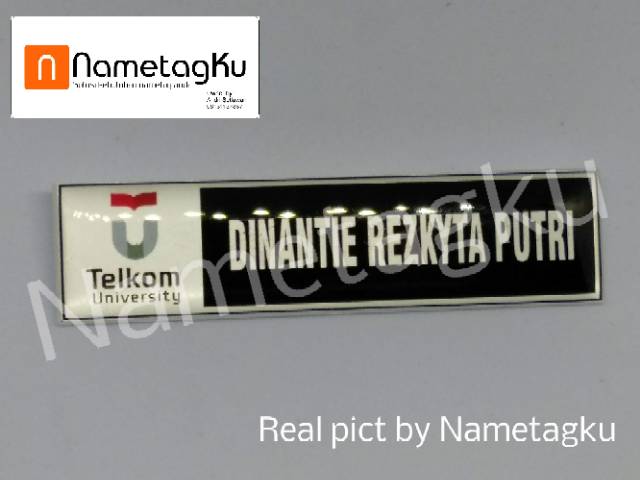 n NametagKu
DINANTIE REZKYTA PUTRI
Telkom
University
Nametagku
Real pict by Nametagku